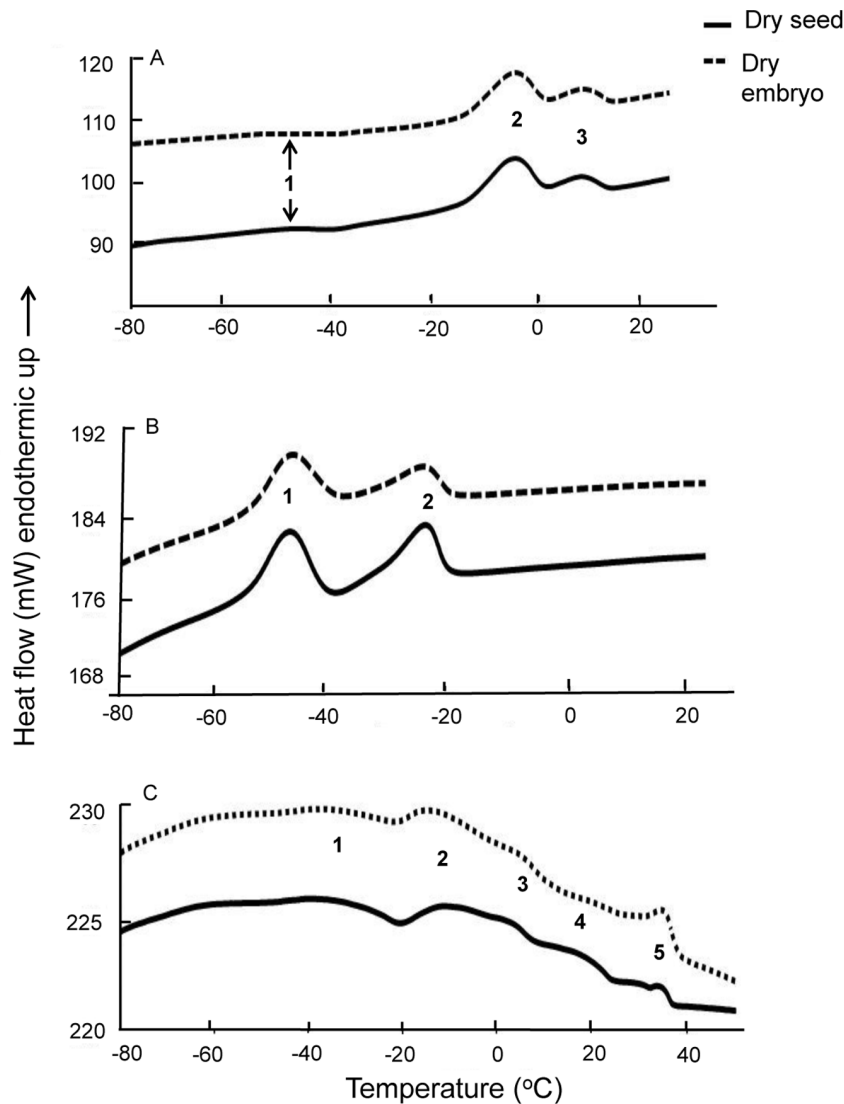 Dry seed
Dry
embryo
A
120
110
100
90
1
2
3
-80 -60 -40 -20 0 20
Heat flow (mW) endothermic up
B
192
184
176
168
1
2
-80 -60 -40 -20 0 20
C
230
225
220
1
2
3
4
5
-80 -60 -40 -20 0 20 40
Temperature (°C)